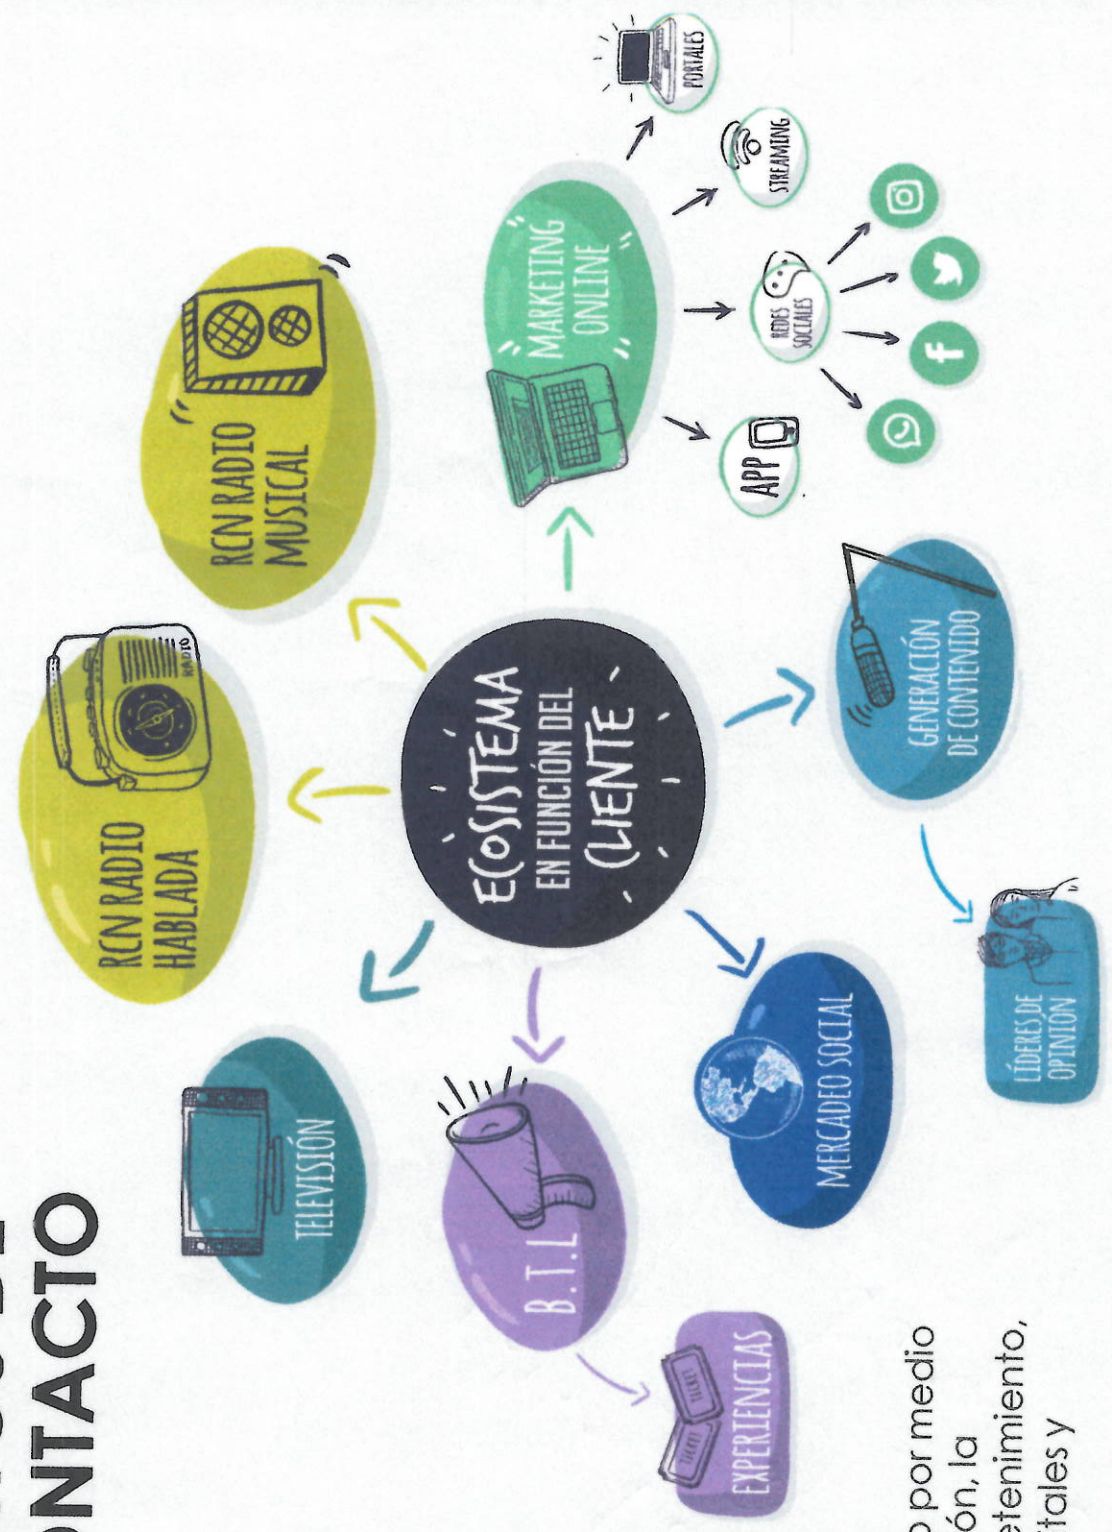 ONTACTO
RCN RADIO
HABLADA
RADIO
RCN RADIO
MUSICAL
TELEVISIÓN
ECOSISTEMA
EN FUNCIÓN DEL
CLIENTE
MARKETING
ONLINE
PORTALES
STREAMING
REDES
SOCIALES
APP
B.T.L
EXPERIENCIAS
TICKET
TICKET
MERCADEO SOCIAL
GENERACIÓN
DE CONTENIDO
LÍDERES DE
OPINIÓN
o por medio
ón, la
etenimiento,
tales y